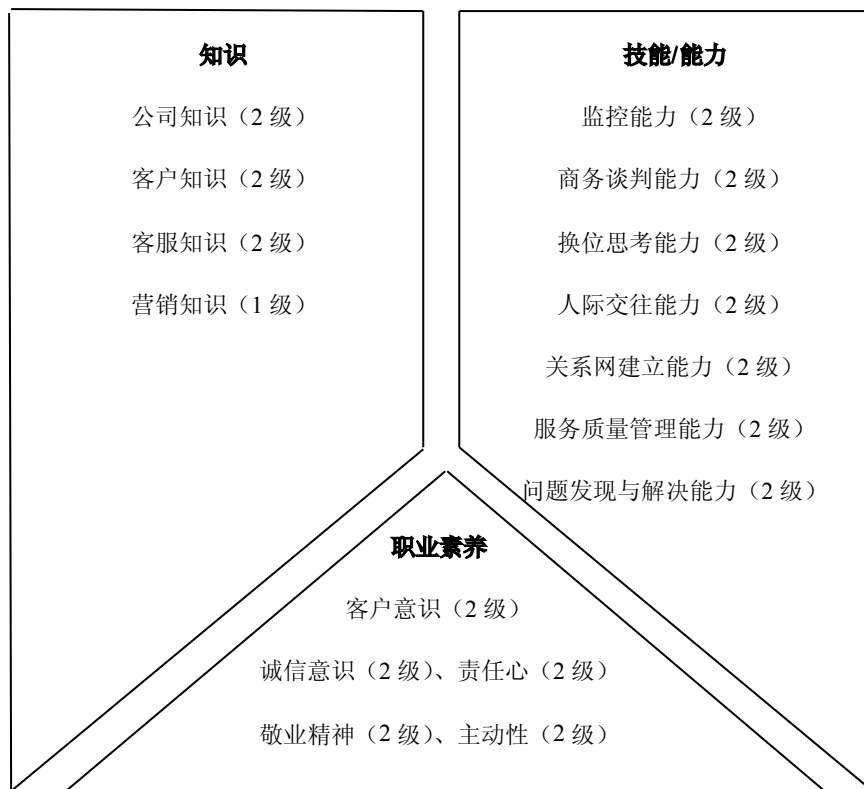 知识
公司知识（2 级）
客户知识（2 级）
客服知识（2 级）
营销知识（1 级）
技能/能力
监控能力（2 级）
商务谈判能力（2 级）
换位思考能力（2 级）
人际交往能力（2 级）
关系网建立能力（2 级）
服务质量管理能力（2 级）
问题发现与解决能力（2 级）
职业素养
客户意识（2 级）
诚信意识（2 级）、责任心（2 级）
敬业精神（2 级）、主动性（2 级）